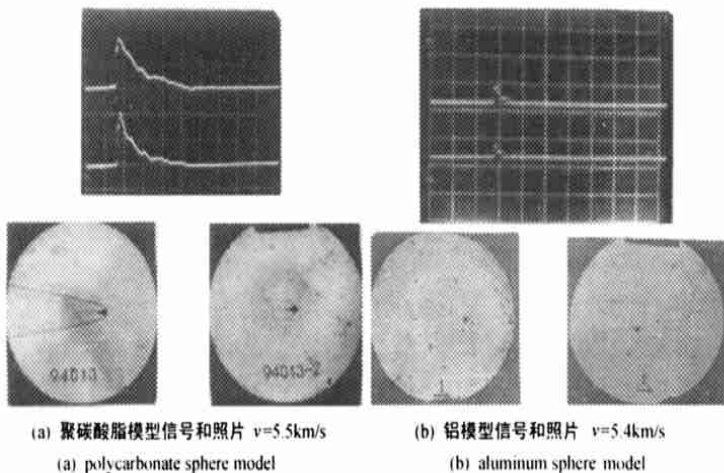 94013
94013-2
(a) 聚碳酸脂模型信号和照片 v=5.5km/s
(b) 铝模型信号和照片 v=5.4km/s
(a) polycarbonate sphere model
(b) aluminum sphere model